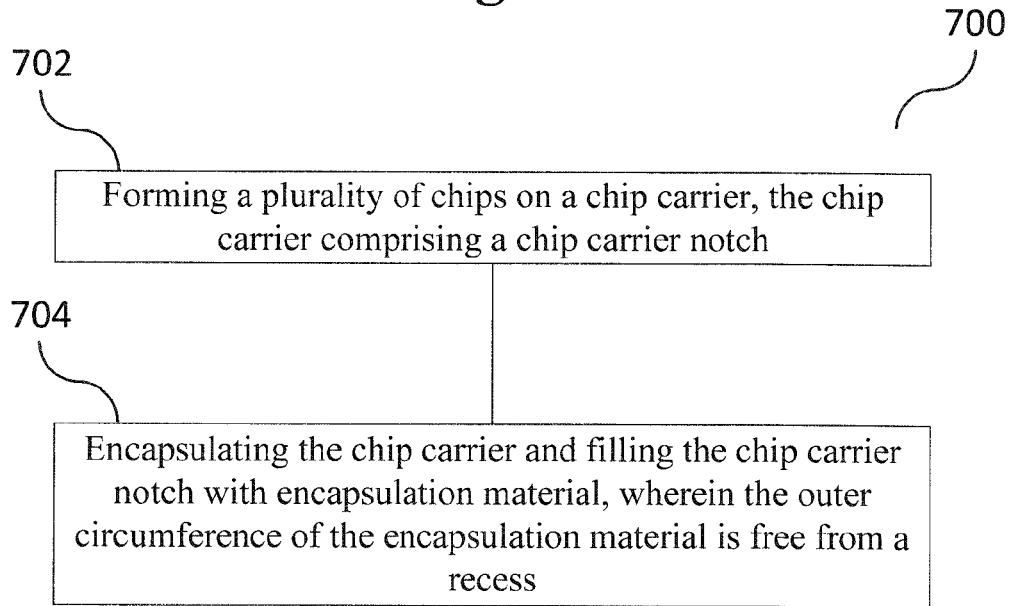 700
702
Forming a plurality of chips on a chip carrier, the chip
carrier comprising a chip carrier notch
704
Encapsulating the chip carrier and filling the chip carrier
notch with encapsulation material, wherein the outer
circumference of the encapsulation material is free from a
recess